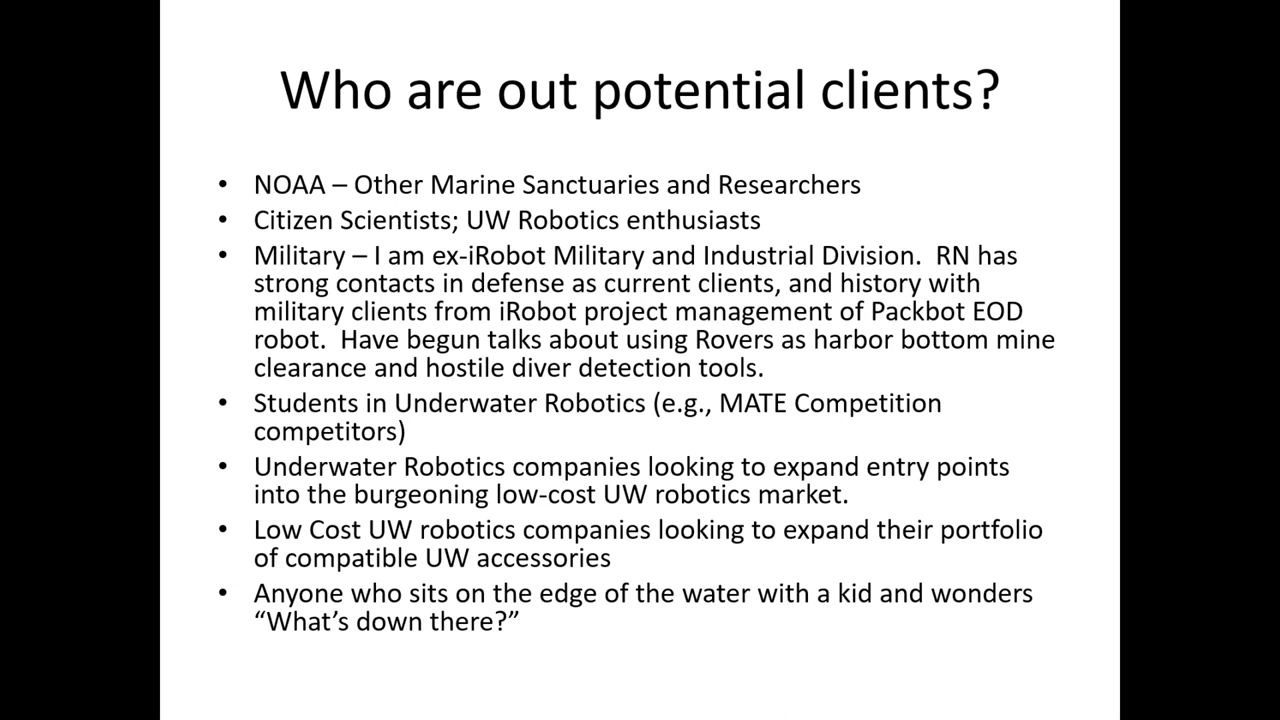 Who are out potential clients?
• NOAA – Other Marine Sanctuaries and Researchers
• Citizen Scientists; UW Robotics enthusiasts
• Military – I am ex-iRobot Military and Industrial Division.  RN has
strong contacts in defense as current clients, and history with
military clients from iRobot project management of Packbot EOD
robot.  Have begun talks about using Rovers as harbor bottom mine
clearance and hostile diver detection tools.
• Students in Underwater Robotics (e.g., MATE Competition
competitors)
• Underwater Robotics companies looking to expand entry points
into the burgeoning low-cost UW robotics market.
• Low Cost UW robotics companies looking to expand their portfolio
of compatible UW accessories
• Anyone who sits on the edge of the water with a kid and wonders
“What’s down there?”